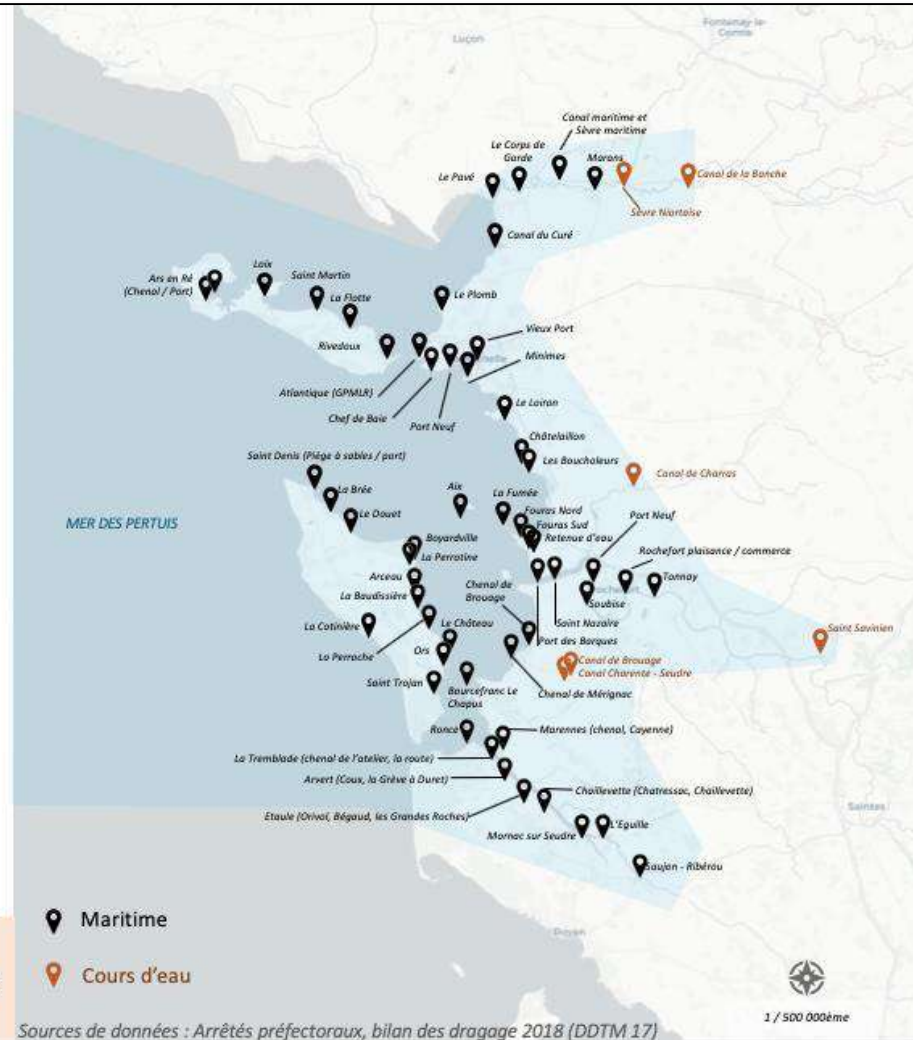 Fontenay-le-
Comte
Luçon
Canal maritime et
Sèvre maritime
Le Corps de
Garde
Marans
Le Pavé
Canal de la Banche
Sèvre Niortaise
Canal du Curé
Ars en Ré
(Chenal / Port)
Loix
Saint Martin
La Flotte
Le Plomb
Rivedoux
Vieux Port
Minimes
Atlantique (GPMLR)
Chef de Baie
Port Neuf
Le Loiron
Châtelaillon
Les Boucholeurs
Saint Denis (Piège à sables / port)
Canal de Charras
La Brée
Aix
La Fumée
Le Douet
MER DES PERTUIS
Fouras Nord
Fouras Sud
Retenue d'eau
Port Neuf
Boyardville
La Perrotine
Rochefort plaisance / commerce
Arceau
Chenal de
Brouage
Tonnay
La Baudissière
Soubise
La Cotinière
Le Château
Saint Nazaire
Saint Savinien
La Perroche
Ors
Port des Barques
Canal de Brouage
Canal Charente - Seudre
Saint Trojan
Bourcefranc Le
Chapus
Chenal de Mérignac
Ronce
Marennes (chenal, Cayenne)
La Tremblade (chenal de l'atelier, la route)
Arvert (Coux, la Grève à Duret)
Chaillevette (Chatressac, Chaillevette)
Etaule (Orivol, Bégaud, les Grandes Roches)
Saintes
Mornac sur Seudre
L'Eguille
Saujon - Ribérou
Royan
Maritime
Cours d'eau
1 / 500 000ème
Sources de données : Arrêtés préfectoraux, bilan des dragage 2018 (DDTM 17)